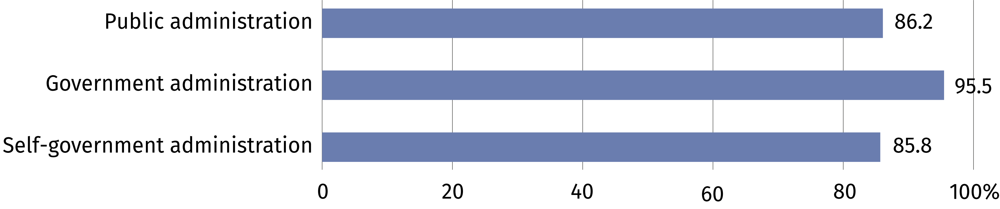 Public administration 86.2
Government administration 95.5
Self-government administration 85.8
0 20 40 60 80 100%